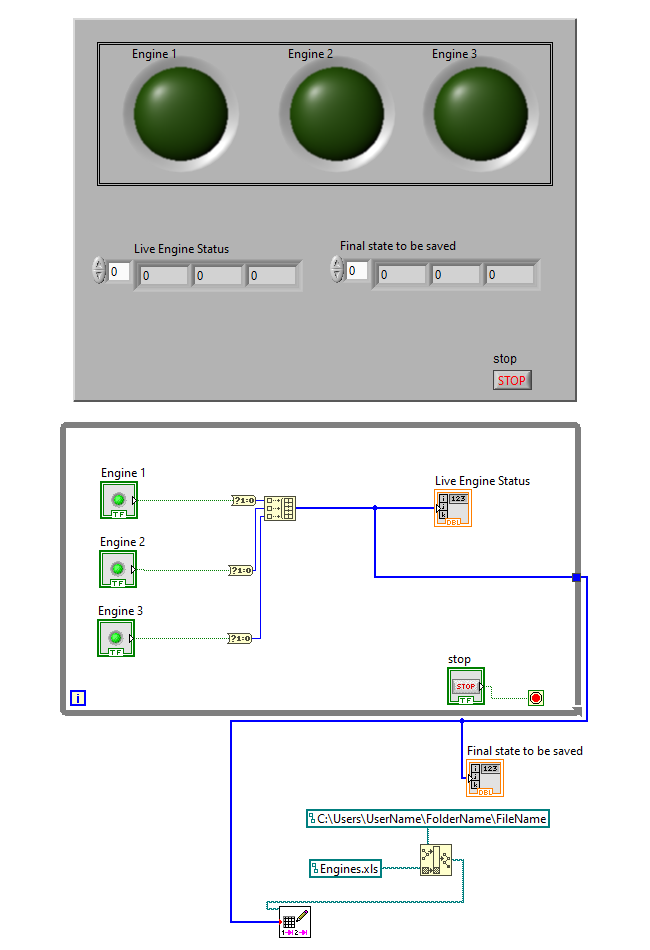 Engine 1 Engine 2 Engine 3
Live Engine Status Final state to be saved
0 0 0 0 0 0 0 0
stop
STOP
Engine 1
TF
?1:0
Engine 2
TF
?1:0
Engine 3
TF
?1:0
Live Engine Status
i 123
j
k
DBL
stop
STOP
TF
i
Final state to be saved
i 123
j
k
DBL
C:\Users\UserName\FolderName\FileName
Engines.xls
1 2